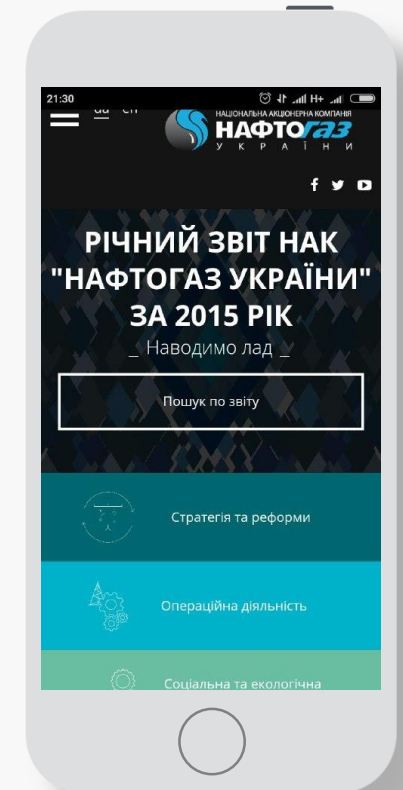 21:30
H+
ua en
НАЦІОНАЛЬНА АКЦІОНЕРНА КОМПАНІЯ
НАФТОГАЗ
УКРАЇНИ
РІЧНИЙ ЗВІТ НАК
"НАФТОГАЗ УКРАЇНИ"
ЗА 2015 РІК
_ Наводимо лад _
Пошук по звіту
Стратегія та реформи
Операційна діяльність
Соціальна та екологічна